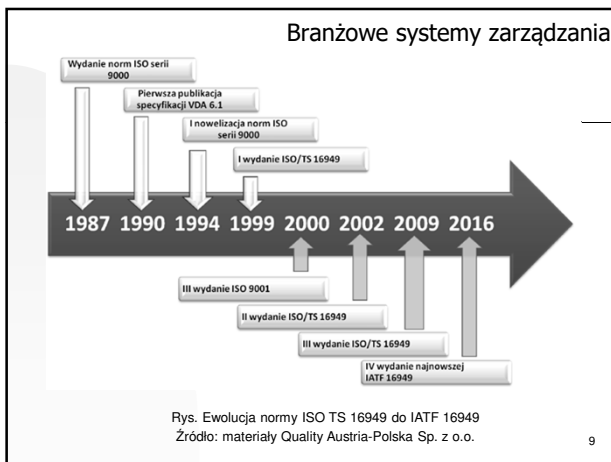 Branżowe systemy zarządzania
Wydanie norm ISO serii
9000
Pierwsza publikacja
specyfikacji VDA 6.1
I nowelizacja norm ISO
serii 9000
I wydanie ISO/TS 16949
1987 1990 1994 1999 2000 2002 2009 2016
III wydanie ISO 9001
II wydanie ISO/TS 16949
III wydanie ISO/TS 16949
IV wydanie najnowszej
IATF 16949
Rys. Ewolucja normy ISO TS 16949 do IATF 16949
Źródło: materiały Quality Austria-Polska Sp. z o.o.
9